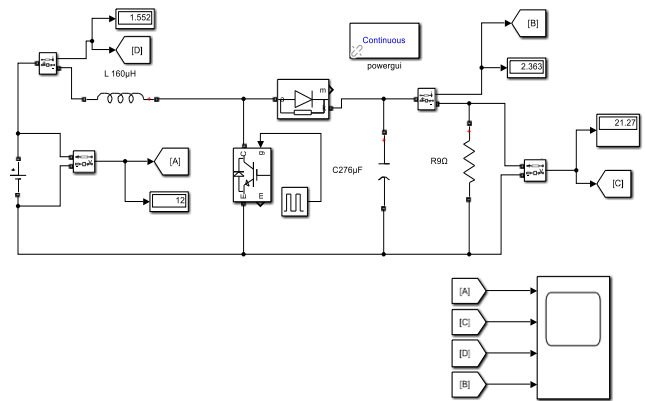 1.552
[B]
[D]
Continuous
powergui
2.363
L 160µH
m
21.27
[A]
C
g
C276µF
R9Ω
[C]
12
E
m
[A]
[C]
[D]
[B]